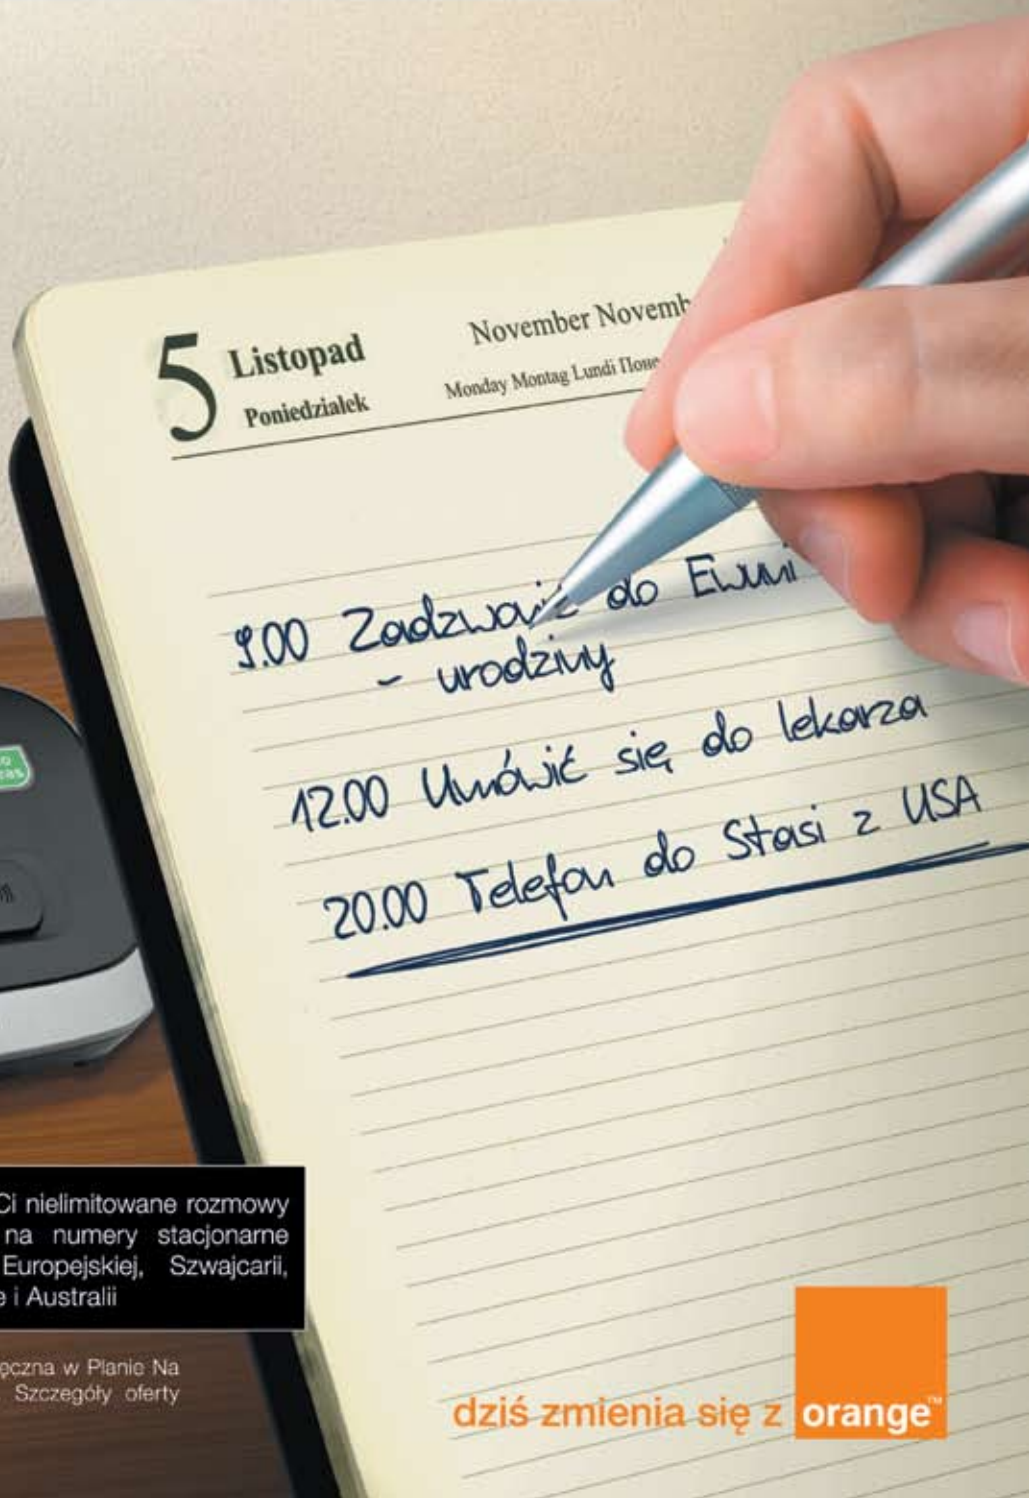 5 Listopad
Poniedziałek
November Novemb
Monday Montag Lundi Поне
9.00 Zadzwonić do Ewuni
- urodziny
12.00 Umówić się do lekarza
20.00 Telefon do Stasi z USA
Ci nielimitowane rozmowy
na numery stacjonarne
Europejskiej, Szwajcarii,
e i Australii
ęczna w Planie Na
Szczegóły oferty
dziś zmienia się z orange™